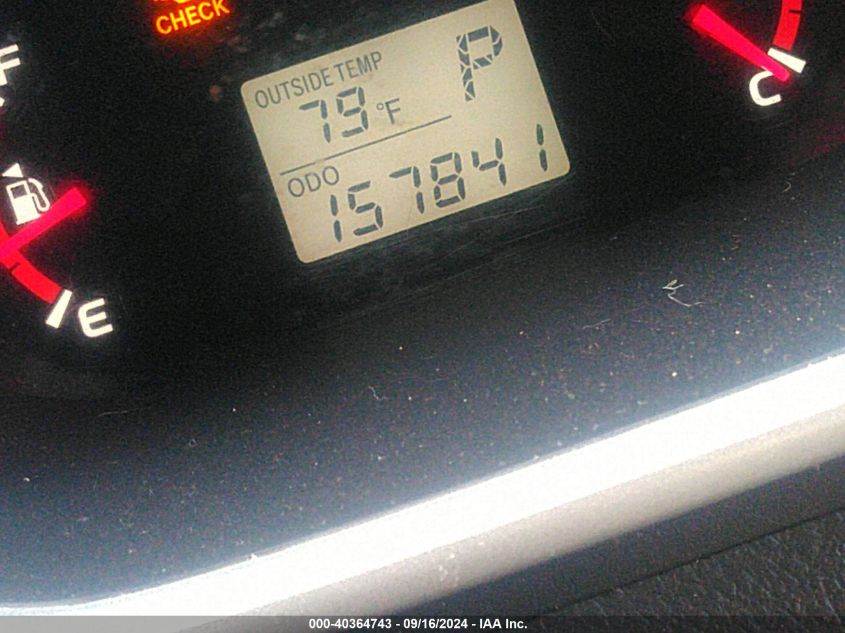 CHECK
OUTSIDE TEMP
79°F
P
ODO
157841
F
E
C
000-40364743 - 09/16/2024 - IAA Inc.